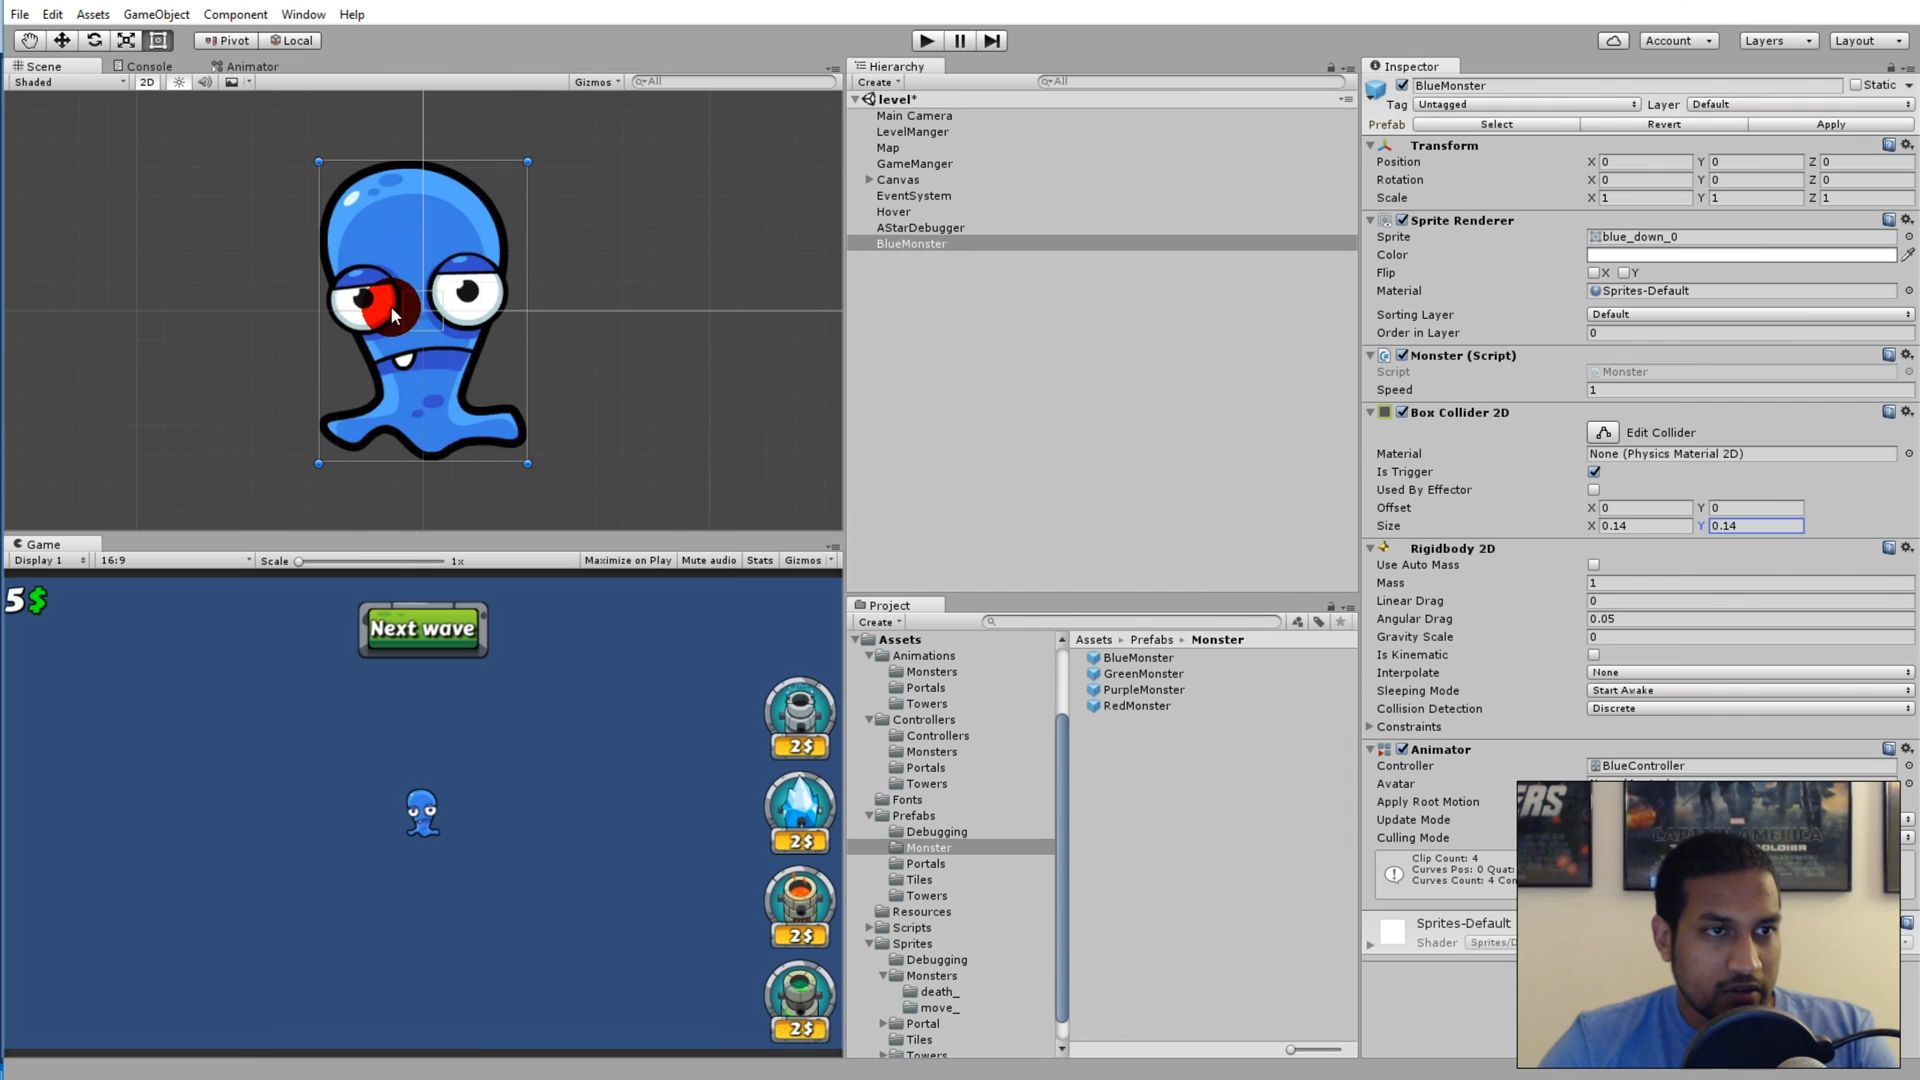 File Edit Assets GameObject Component Window Help
Pivot Local Account Layers Layout
Scene Console Animator
Shaded 2D Gizmos All
Hierarchy
Create All
level*
Main Camera
LevelManger
Map
GameManger
Canvas
EventSystem
Hover
AStarDebugger
BlueMonster
Game
Display 1 16:9 Scale 1x Maximize on Play Mute audio Stats Gizmos
5$
Next wave
2$
2$
2$
2$
Project
Create
Assets
Animations
Monsters
Portals
Towers
Controllers
Controllers
Monsters
Portals
Towers
Fonts
Prefabs
Debugging
Monster
Portals
Tiles
Towers
Resources
Scripts
Sprites
Debugging
Monsters
death_
move_
Portal
Tiles
Towers
Assets Prefabs Monster
BlueMonster
GreenMonster
PurpleMonster
RedMonster
Inspector
BlueMonster Static
Tag Untagged Layer Default
Prefab Select Revert Apply
Transform
Position X 0 Y 0 Z 0
Rotation X 0 Y 0 Z 0
Scale X 1 Y 1 Z 1
Sprite Renderer
Sprite blue_down_0
Color
Flip X Y
Material Sprites-Default
Sorting Layer Default
Order in Layer 0
Monster (Script)
Script Monster
Speed 1
Box Collider 2D
Edit Collider
Material None (Physics Material 2D)
Is Trigger
Used By Effector
Offset X 0 Y 0
Size X 0.14 Y 0.14
Rigidbody 2D
Use Auto Mass
Mass 1
Linear Drag 0
Angular Drag 0.05
Gravity Scale 0
Is Kinematic
Interpolate None
Sleeping Mode Start Awake
Collision Detection Discrete
Constraints
Animator
Controller BlueController
Avatar
Apply Root Motion
Update Mode
Culling Mode
Clip Count: 4
Curves Pos: 0 Quat:
Curves Count: 4 Con
Sprites-Default
Shader Sprites/D
ERS
CAPTAIN AMERICA